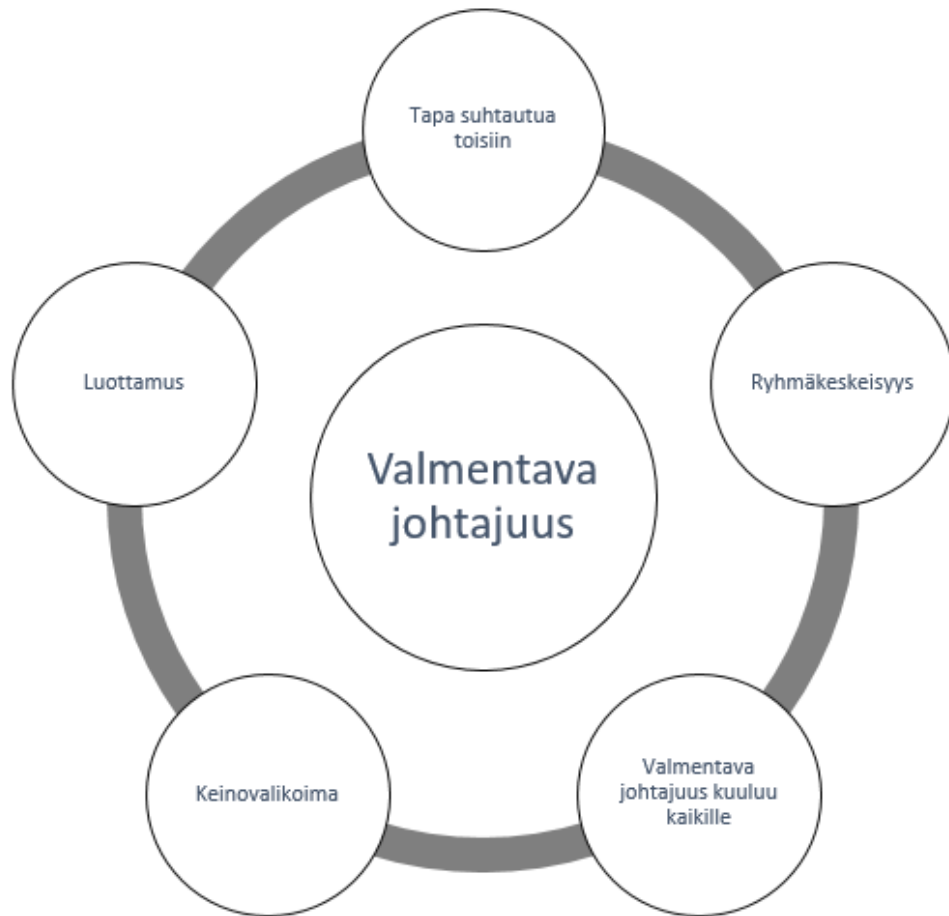 Tapa suhtautua
toisiin
Luottamus
Ryhmäkeskeisyys
Valmentava
johtajuus
Keinovalikoima
Valmentava
johtajuus kuuluu
kaikille